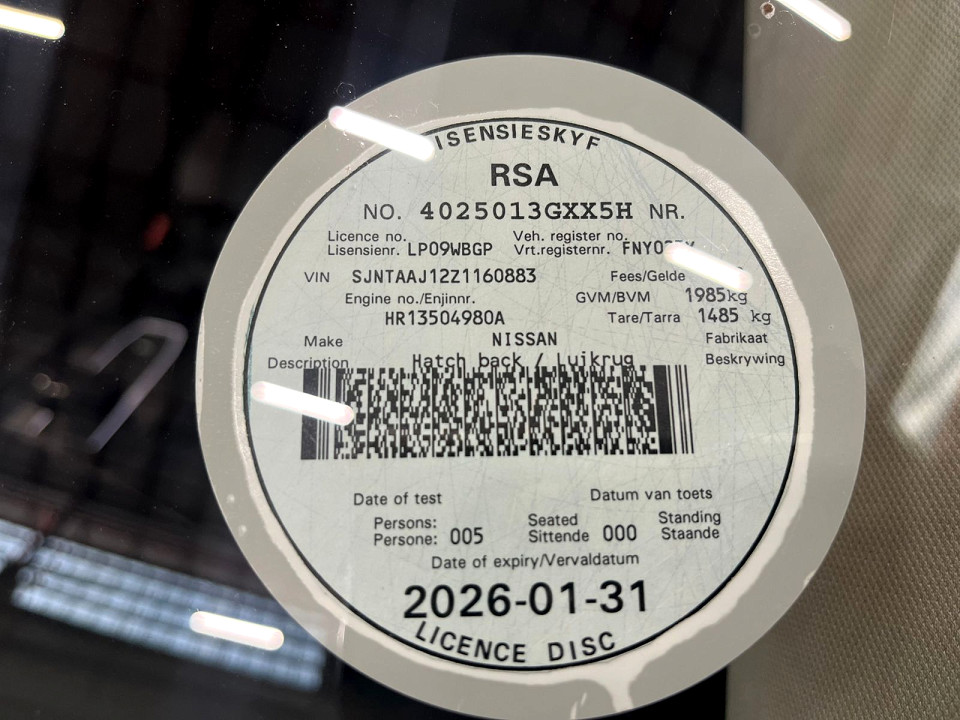 ISENSIESKYF
RSA
NO. 4025013GXX5H NR.
Licence no. Veh. register no.
Lisensienr. LP09WBGP Vrt.registernr.
VIN SJNTAAJ12Z1160883 Fees/Gelde
Engine no./Enjinnr. GVM/BVM 1985kg
HR13504980A Tare/Tarra 1485 kg
Make NISSAN Fabrikaat
Description Hatch back / Luikrug Beskrywing
Date of test Datum van toets
Persons: Seated Standing
Persone: 005 Sittende 000 Staande
Date of expiry/Vervaldatum
2026-01-31
LICENCE DISC